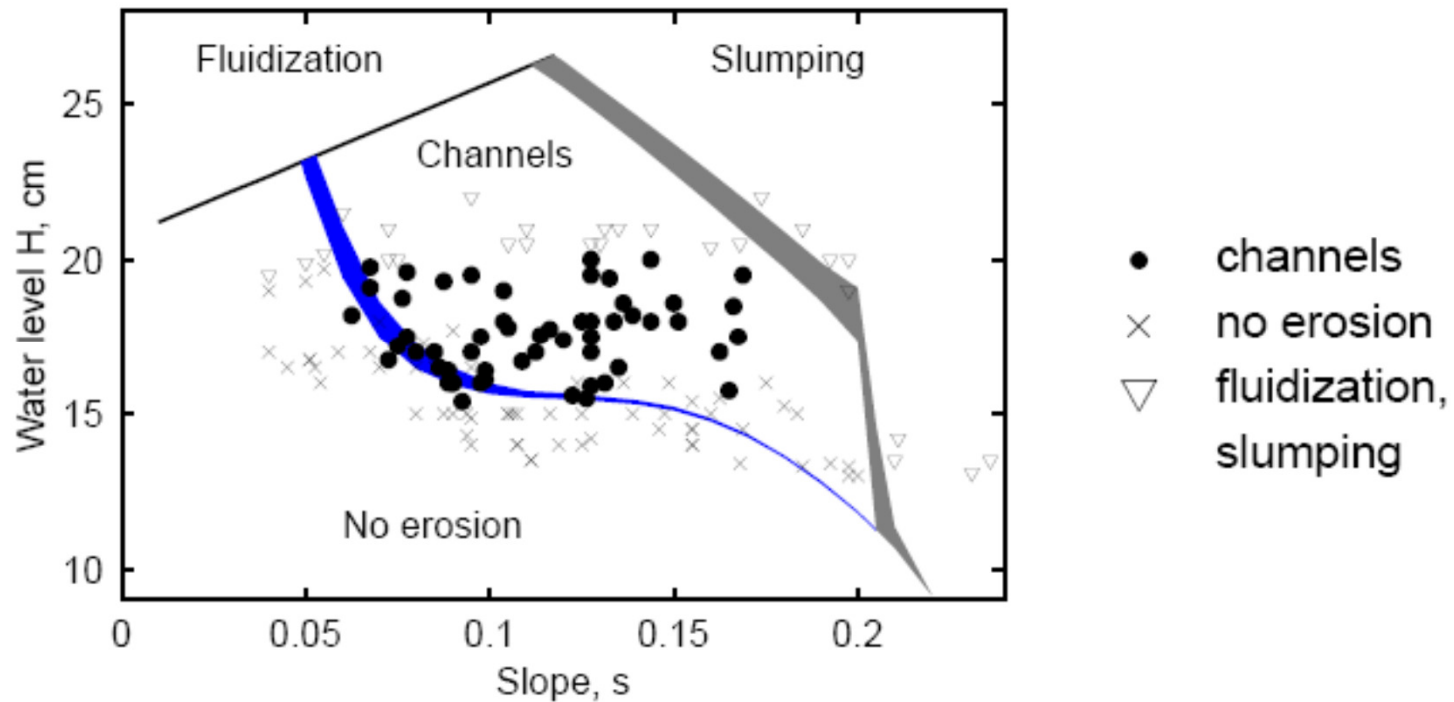 Fluidization
Slumping
Channels
No erosion
25
20
15
10
Water level H, cm
0
0.05
0.1
0.15
0.2
Slope, s
channels
no erosion
fluidization,
slumping